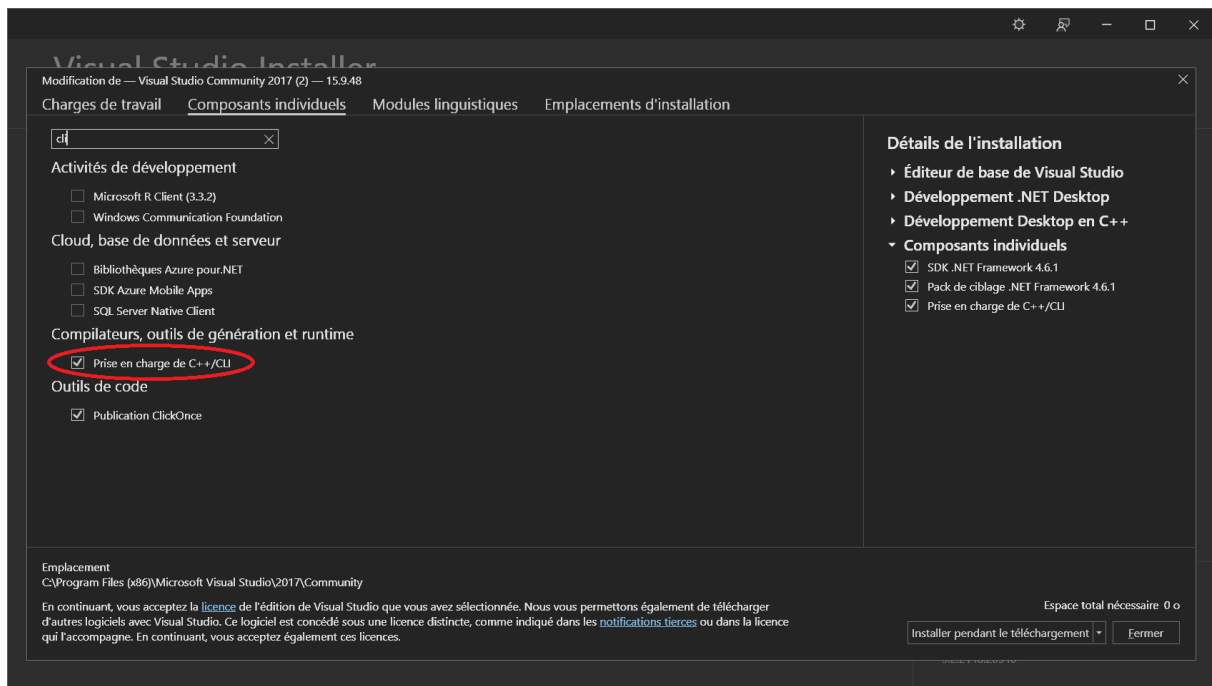 Visual Studio Installer
Modification de — Visual Studio Community 2017 (2) — 15.9.48
Charges de travail Composants individuels Modules linguistiques Emplacements d'installation
cli
Activités de développement
Microsoft R Client (3.3.2)
Windows Communication Foundation
Cloud, base de données et serveur
Bibliothèques Azure pour.NET
SDK Azure Mobile Apps
SQL Server Native Client
Compilateurs, outils de génération et runtime
Prise en charge de C++/CLI
Outils de code
Publication ClickOnce
Détails de l'installation
Éditeur de base de Visual Studio
Développement .NET Desktop
Développement Desktop en C++
Composants individuels
SDK .NET Framework 4.6.1
Pack de ciblage .NET Framework 4.6.1
Prise en charge de C++/CLI
Emplacement
C:\Program Files (x86)\Microsoft Visual Studio\2017\Community
En continuant, vous acceptez la licence de l'édition de Visual Studio que vous avez sélectionnée. Nous vous permettons également de télécharger
d'autres logiciels avec Visual Studio. Ce logiciel est concédé sous une licence distincte, comme indiqué dans les notifications tierces ou dans la licence
qui l'accompagne. En continuant, vous acceptez également ces licences.
Espace total nécessaire 0 o
Installer pendant le téléchargement Fermer